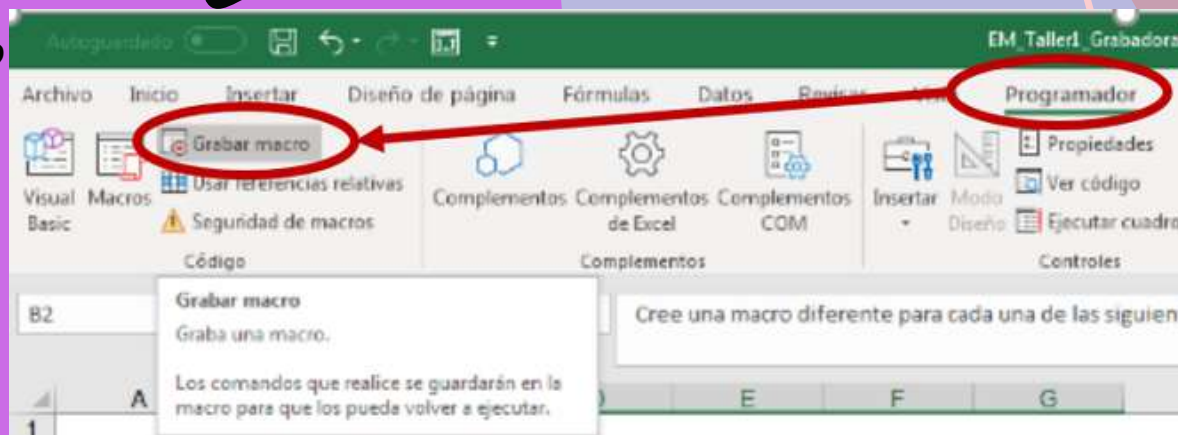 Autoguardado
EM_Taller1_Grabadora
Archivo Inicio Insertar Diseño de página Fórmulas Datos Programador
Grabar macro
Usar referencias relativas
Seguridad de macros
Visual Basic
Macros
Código
Complementos
Complementos de Excel
Complementos COM
Complementos
Insertar
Modo Diseño
Propiedades
Ver código
Ejecutar cuadro
Controles
B2
Cree una macro diferente para cada una de las siguien
Grabar macro
Graba una macro.
Los comandos que realice se guardarán en la
macro para que los pueda volver a ejecutar.
A E F G
1